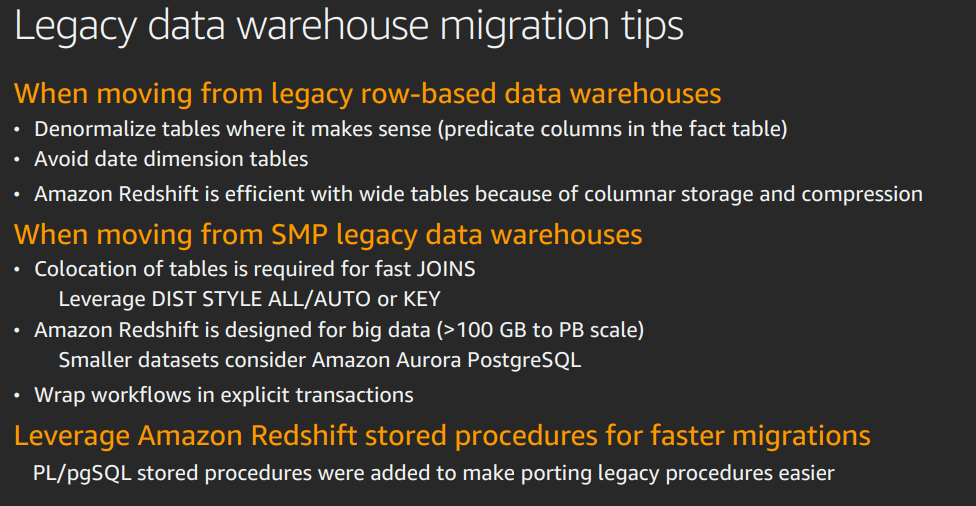 Legacy data warehouse migration tips
When moving from legacy row-based data warehouses
• Denormalize tables where it makes sense (predicate columns in the fact table)
• Avoid date dimension tables
• Amazon Redshift is efficient with wide tables because of columnar storage and compression
When moving from SMP legacy data warehouses
• Colocation of tables is required for fast JOINS
Leverage DIST STYLE ALL/AUTO or KEY
• Amazon Redshift is designed for big data (>100 GB to PB scale)
Smaller datasets consider Amazon Aurora PostgreSQL
• Wrap workflows in explicit transactions
Leverage Amazon Redshift stored procedures for faster migrations
PL/pgSQL stored procedures were added to make porting legacy procedures easier